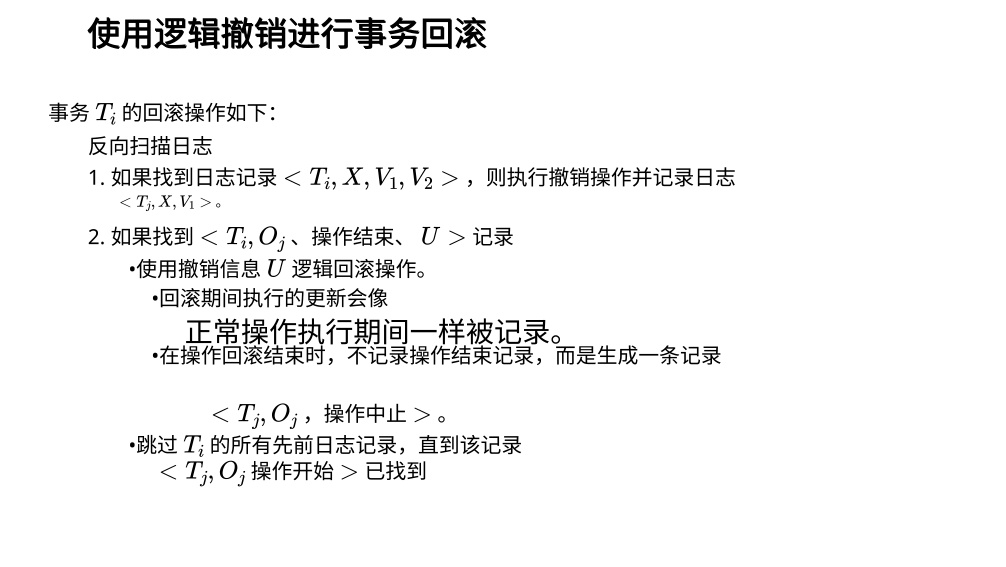 使用逻辑撤销进行事务回滚
事务 $T_i$ 的回滚操作如下：
反向扫描日志
1. 如果找到日志记录 $< T_i, X, V_1, V_2 >$ ，则执行撤销操作并记录日志
$< T_j, X, V_1 >$ 。
2. 如果找到 $< T_i, O_j$ 、操作结束、 $U >$ 记录
•使用撤销信息 $U$ 逻辑回滚操作。
•回滚期间执行的更新会像
正常操作执行期间一样被记录。
•在操作回滚结束时，不记录操作结束记录，而是生成一条记录
$< T_j, O_j$ ，操作中止 $>$ 。
•跳过 $T_i$ 的所有先前日志记录，直到该记录
$< T_j, O_j$ 操作开始 $>$ 已找到